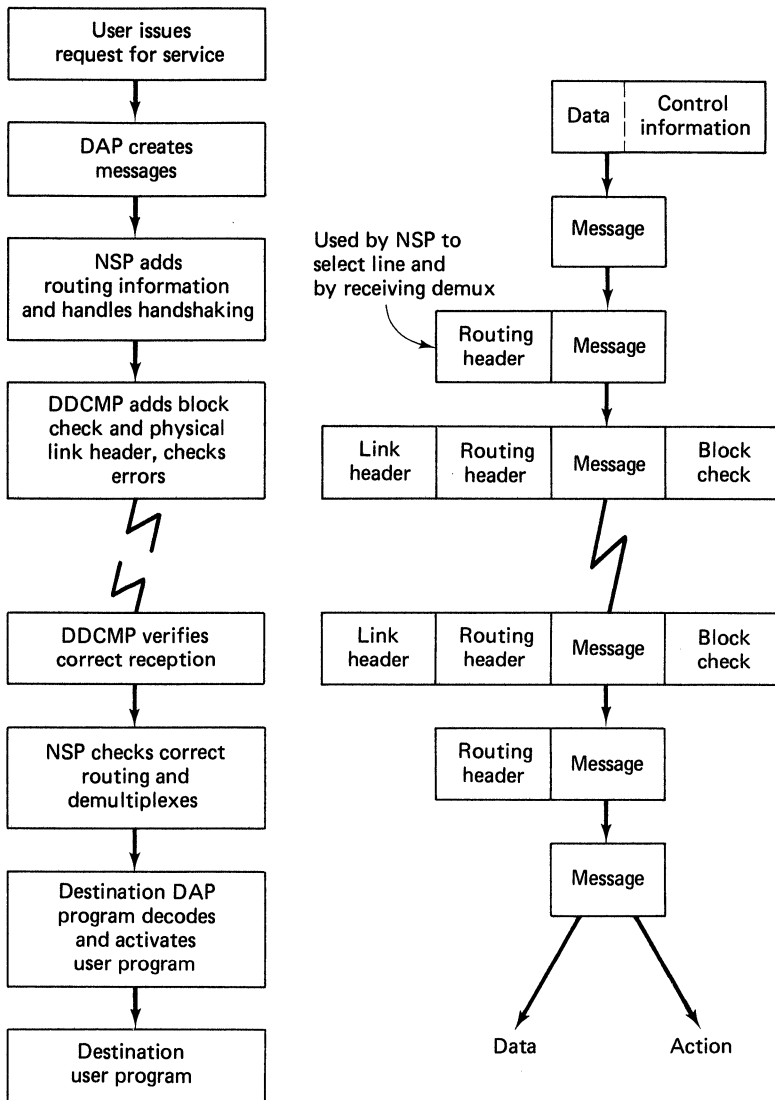 User issues
request for service
DAP creates
messages
NSP adds
routing information
and handles handshaking
DDCMP adds block
check and physical
link header, checks
errors
DDCMP verifies
correct reception
NSP checks correct
routing and
demultiplexes
Destination DAP
program decodes
and activates
user program
Destination
user program
Data
Control
information
Message
Used by NSP to
select line and
by receiving demux
Routing
header
Message
Link
header
Routing
header
Message
Block
check
Link
header
Routing
header
Message
Block
check
Routing
header
Message
Message
Data
Action